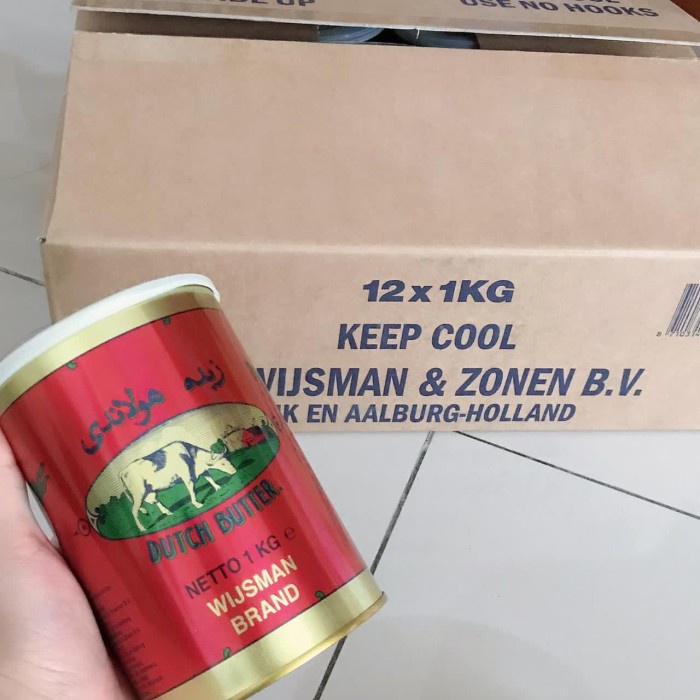 USE NO HOOKS
12 x 1KG
KEEP COOL
WIJSMAN & ZONEN B.V.
EN AALBURG-HOLLAND
زبده هولاندي
DUTCH BUTTER
NETTO 1 KG e
WIJSMAN
BRAND